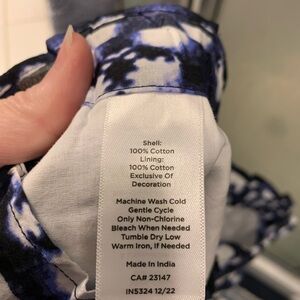 Shell:
100% Cotton
Lining:
100% Cotton
Exclusive Of
Decoration
Machine Wash Cold
Gentle Cycle
Only Non-Chlorine
Bleach When Needed
Tumble Dry Low
Warm Iron, If Needed
Made In India
CA# 23147
IN5324 12/22